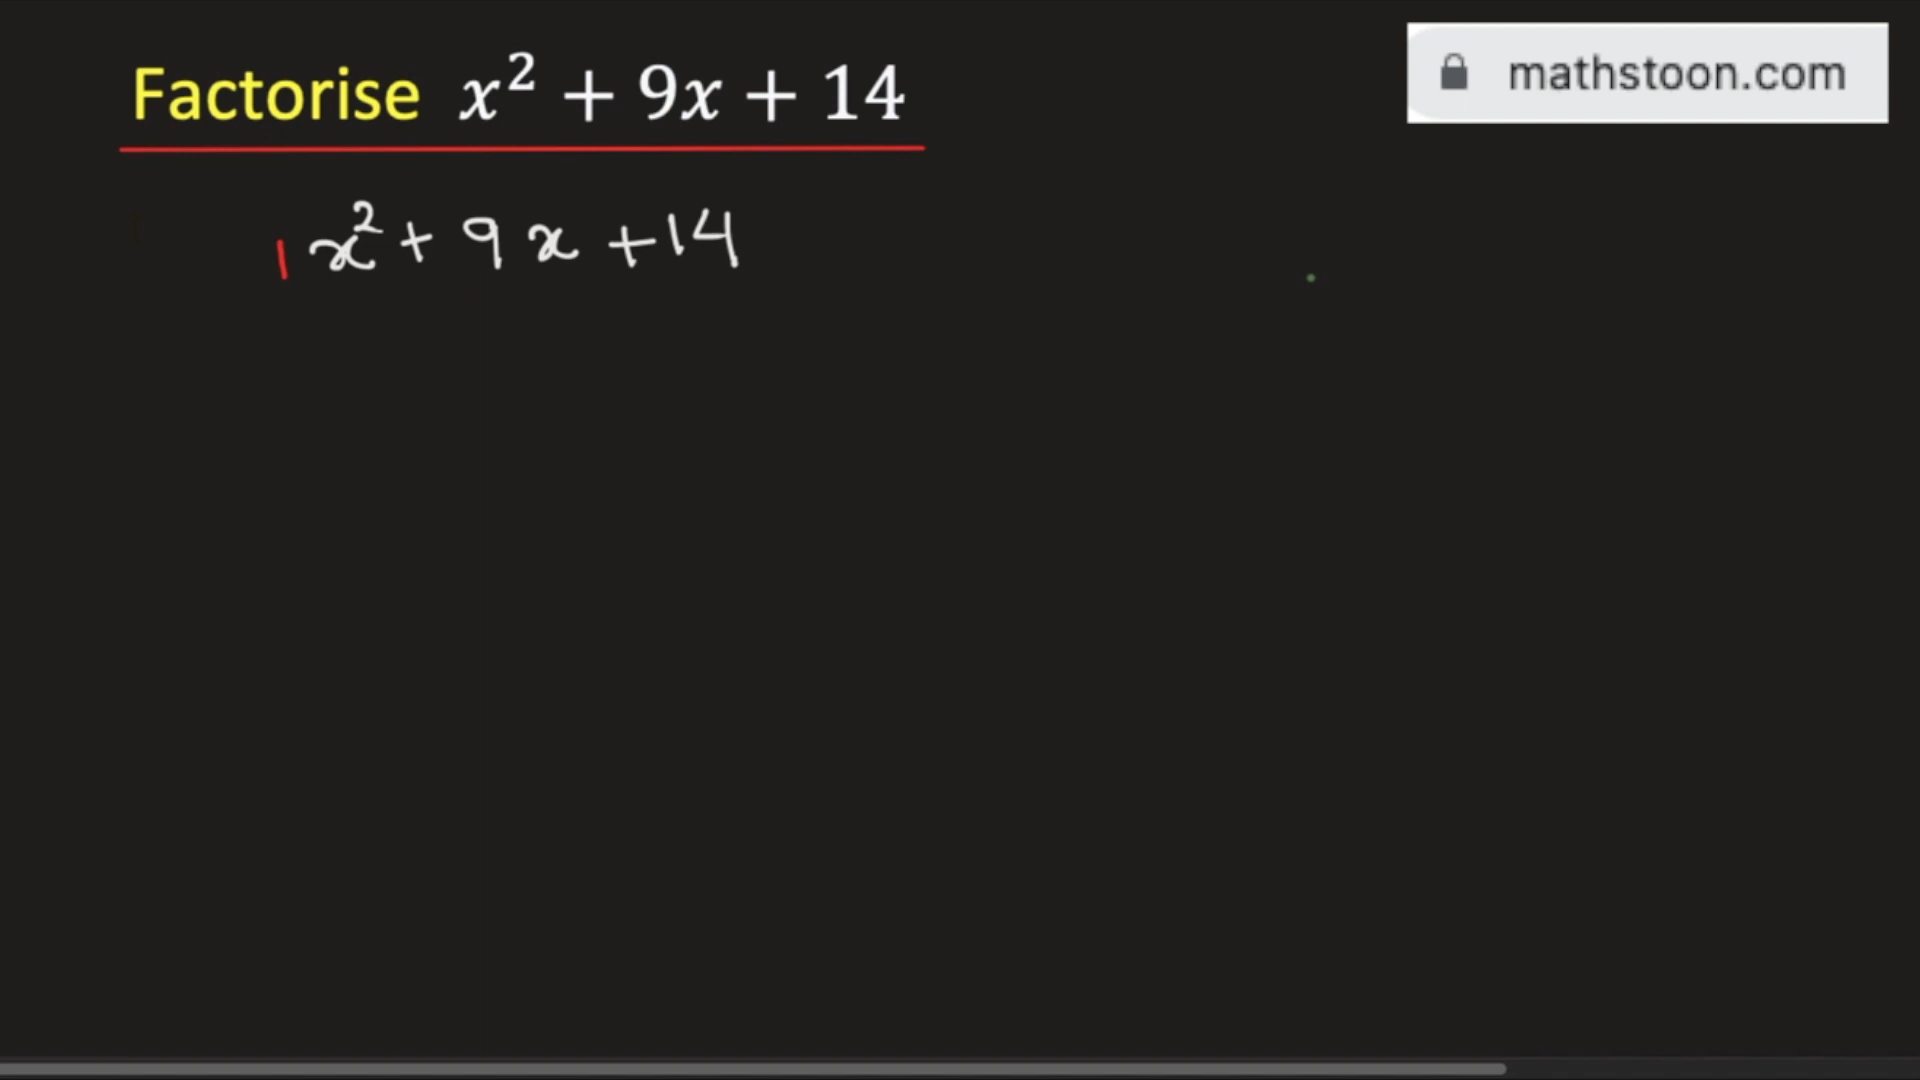 Factorise x² + 9x + 14
mathstoon.com
1x² + 9x + 14